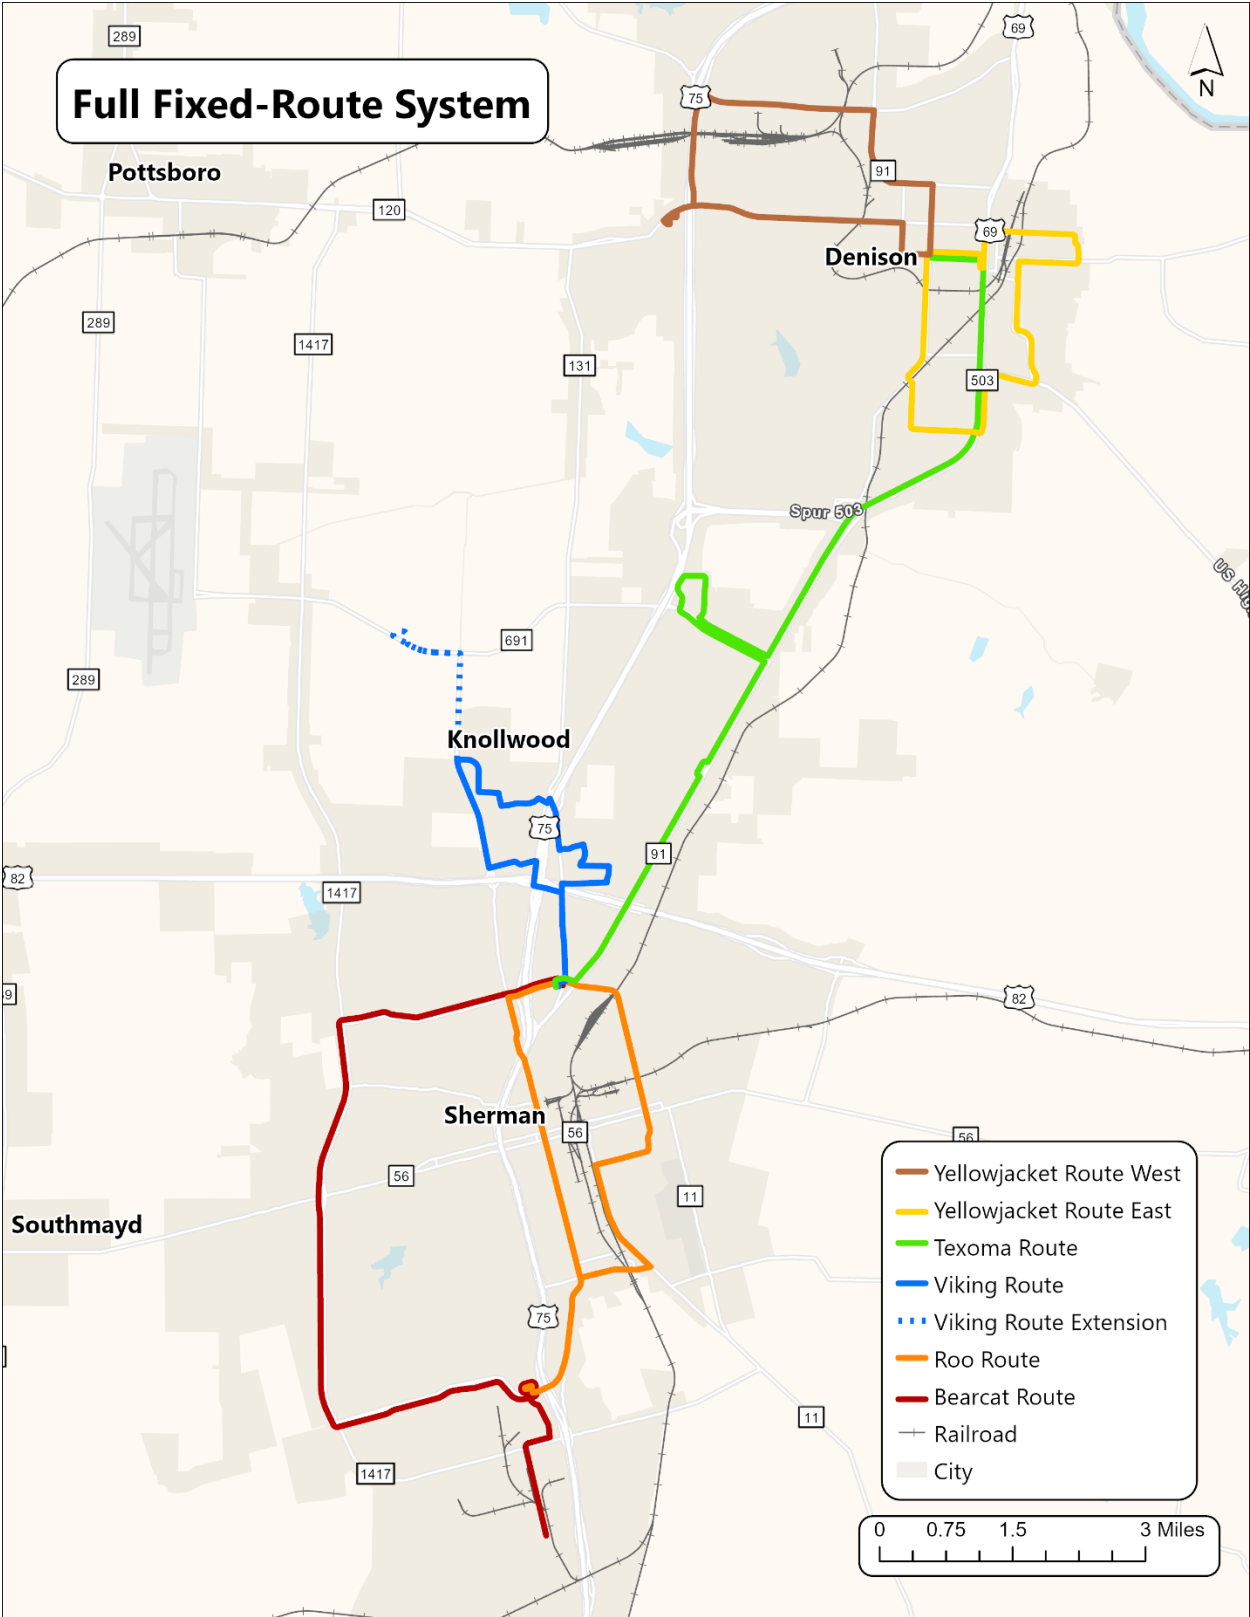 289
69
N
75
Full Fixed-Route System
Pottsboro
91
120
69
Denison
289
1417
131
503
Spur 503
US Hig
691
289
Knollwood
75
91
82
1417
82
Sherman
56
56
56
11
Southmayd
75
11
1417
Yellowjacket Route West
Yellowjacket Route East
Texoma Route
Viking Route
Viking Route Extension
Roo Route
Bearcat Route
Railroad
City
0 0.75 1.5 3 Miles